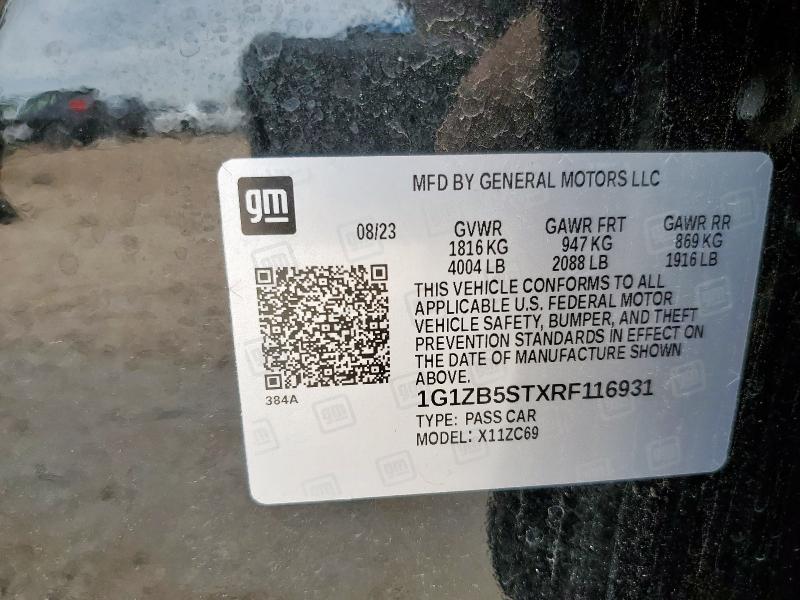 gm
MFD BY GENERAL MOTORS LLC
08/23 GVWR GAWR FRT GAWR RR
1816 KG 947 KG 869 KG
4004 LB 2088 LB 1916 LB
THIS VEHICLE CONFORMS TO ALL
APPLICABLE U.S. FEDERAL MOTOR
VEHICLE SAFETY, BUMPER, AND THEFT
PREVENTION STANDARDS IN EFFECT ON
THE DATE OF MANUFACTURE SHOWN
ABOVE.
384A
1G1ZB5STXRF116931
TYPE: PASS CAR
MODEL: X11ZC69